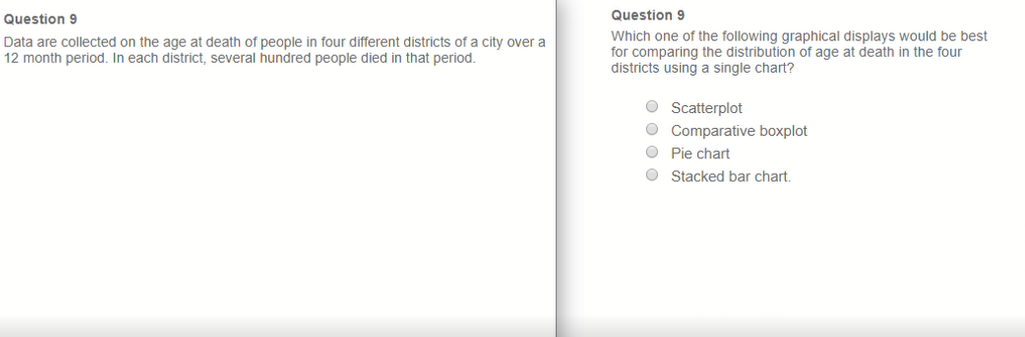 Question 9
Data are collected on the age at death of people in four different districts of a city over a
12 month period. In each district, several hundred people died in that period.
Question 9
Which one of the following graphical displays would be best
for comparing the distribution of age at death in the four
districts using a single chart?
Scatterplot
Comparative boxplot
Pie chart
Stacked bar chart.